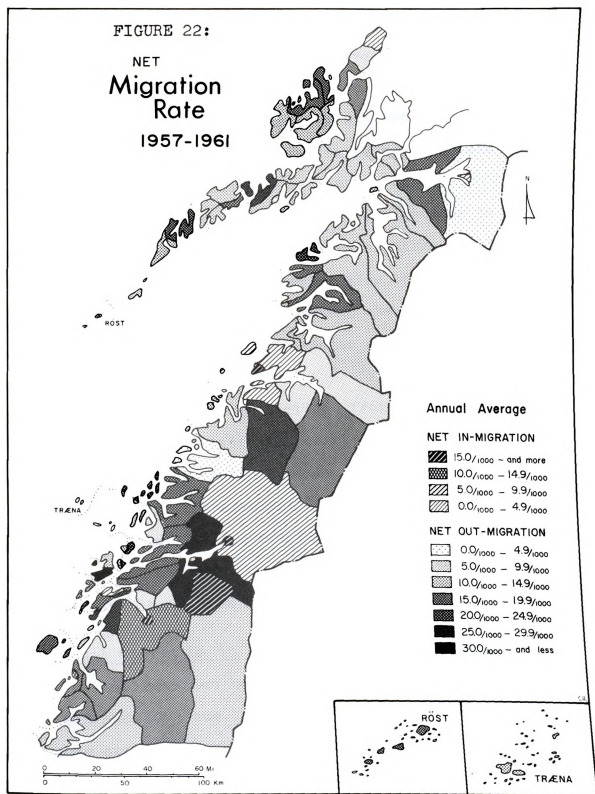 FIGURE 22:
NET
Migration
Rate
1957-1961
N
RÖST
TRÆNA
Annual Average
NET IN-MIGRATION
15.0/1000 - and more
10.0/1000 - 14.9/1000
5.0/1000 - 9.9/1000
0.0/1000 - 4.9/1000
NET OUT-MIGRATION
0.0/1000 - 4.9/1000
5.0/1000 - 9.9/1000
10.0/1000 - 14.9/1000
15.0/1000 - 19.9/1000
20.0/1000 - 24.9/1000
25.0/1000 - 29.9/1000
30.0/1000 - and less
0 20 40 60 Mi
0 50 100 Km
RÖST
TRÆNA